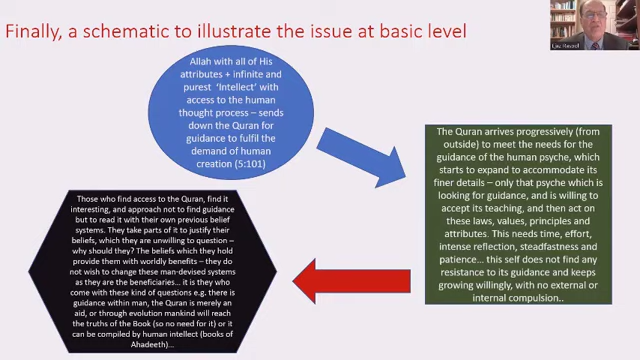 Finally, a schematic to illustrate the issue at basic level
Allah with all of His
attributes + infinite and
purest 'Intellect' with
access to the human
thought process – sends
down the Quran for
guidance to fulfil the
demand of human
creation (5:101)
The Quran arrives progressively (from
outside) to meet the needs for the
guidance of the human psyche, which
starts to expand to accommodate its
finer details – only that psyche which is
looking for guidance, and is willing to
accept its teaching, and then act on
these laws, values, principles and
attributes. This needs time, effort,
intense reflection, steadfastness and
patience... this self does not find any
resistance to its guidance and keeps
growing willingly, with no external or
internal compulsion..
Those who find access to the Quran, find it
interesting, and approach not to find guidance
but to read it with their own previous belief
systems. They take parts of it to justify their
beliefs, which they are unwilling to question –
why should they? The beliefs which they hold
provide them with worldly benefits – they do
not wish to change these man-devised systems
as they are the beneficiaries... it is they who
come with these kind of questions e.g. there is
guidance within man, the Quran is merely an
aid, or through evolution mankind will reach
the truths of the Book (so no need for it) or it
can be compiled by human intellect (books of
Ahadeeth)...